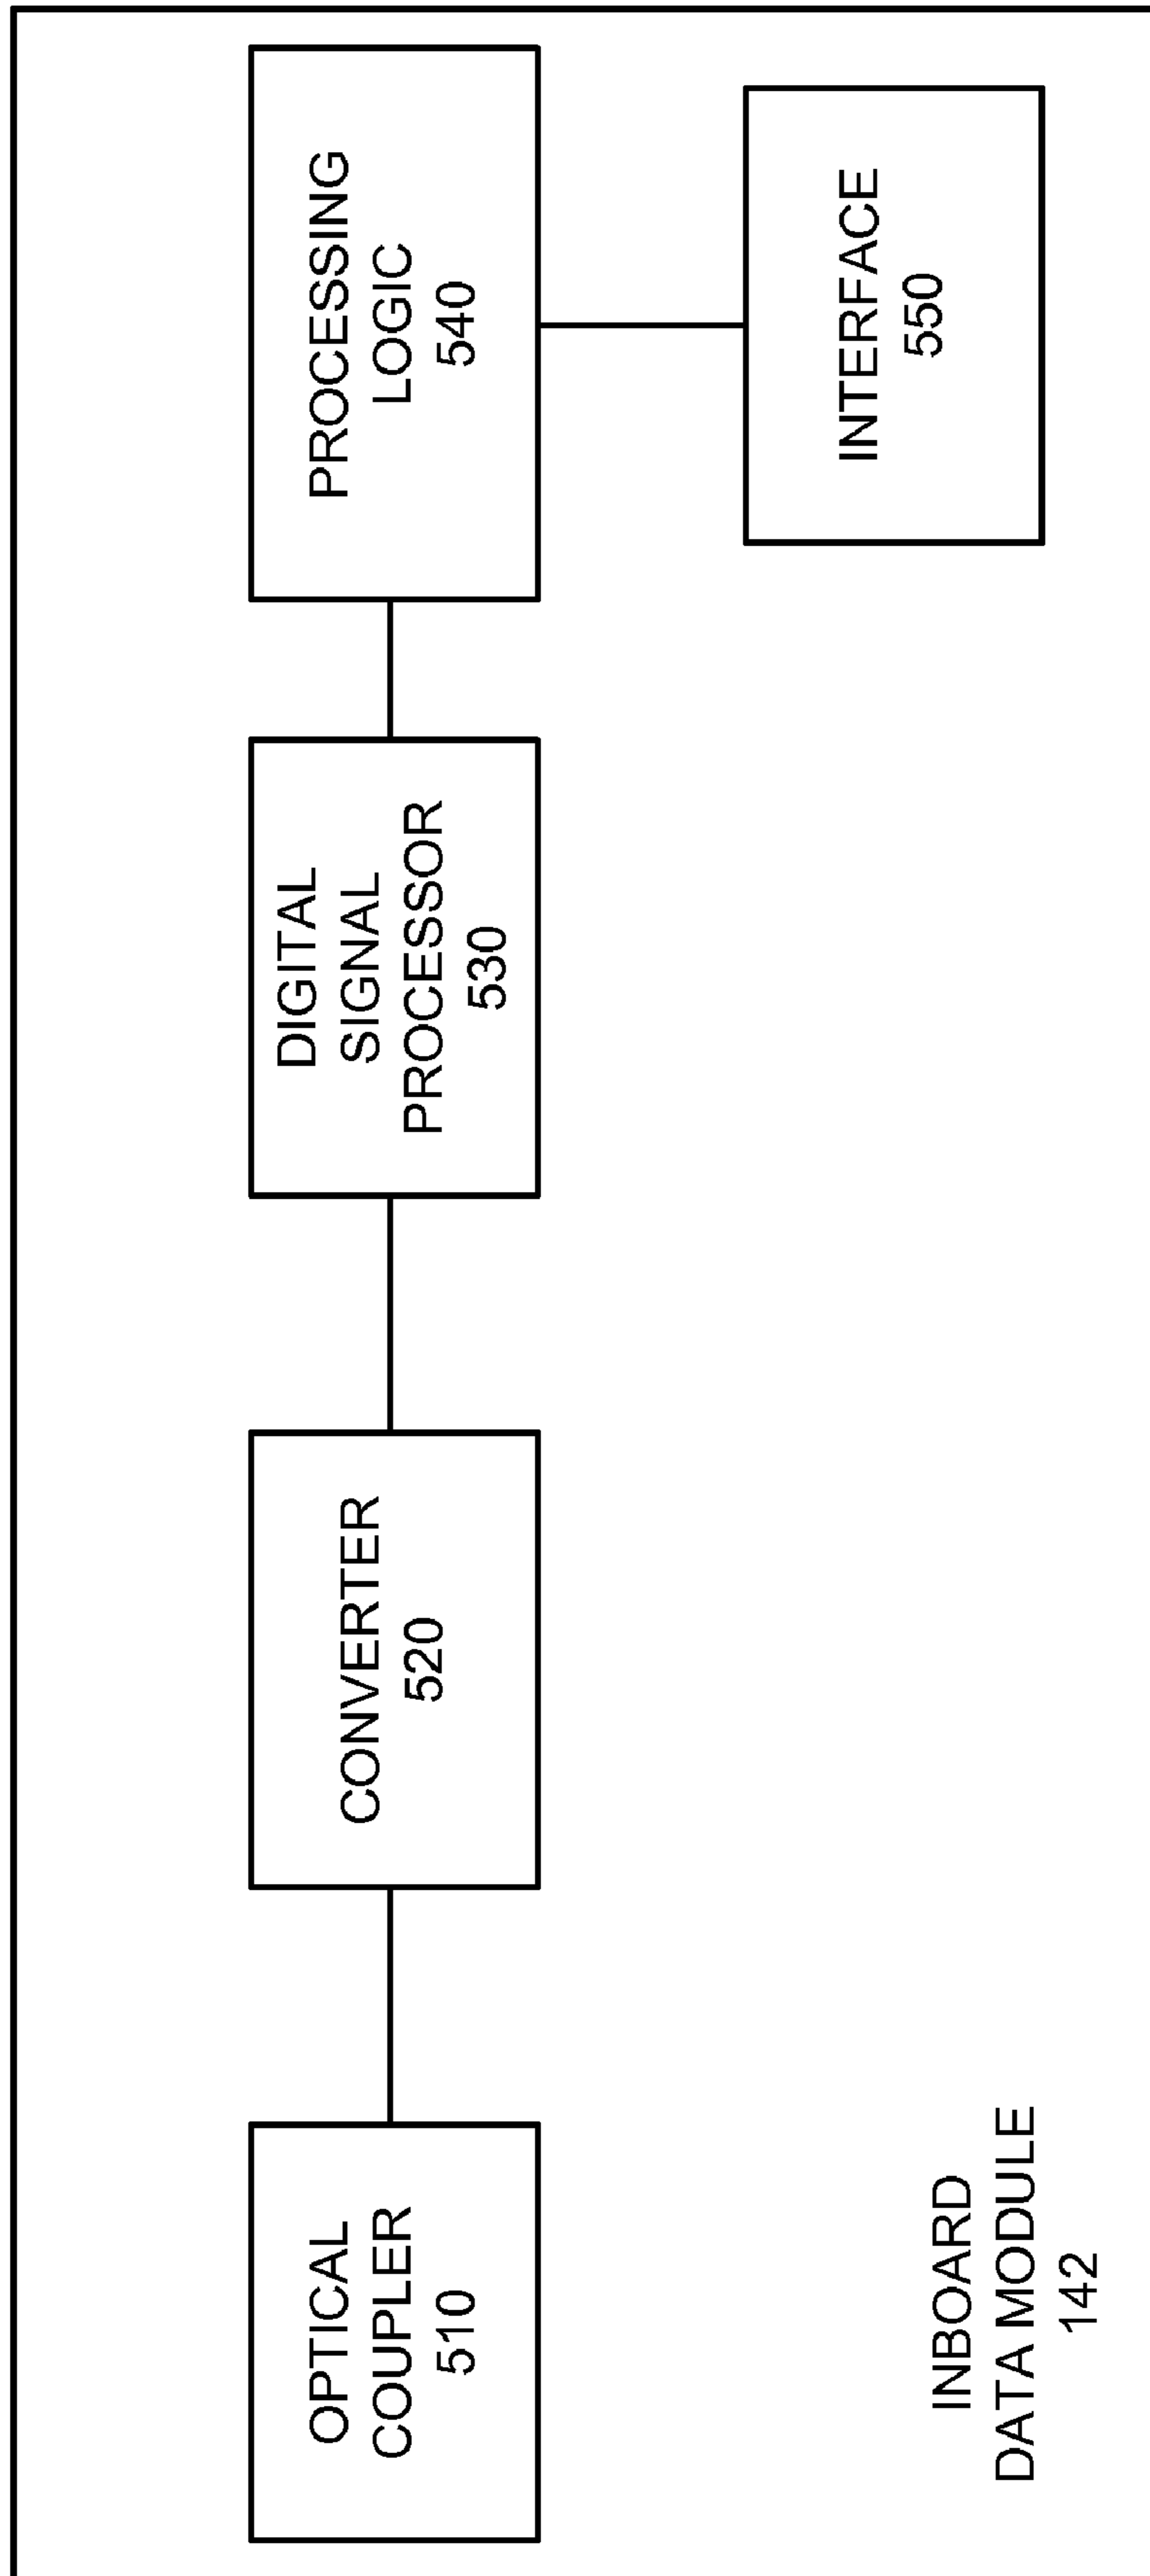 OPTICAL
COUPLER
510
CONVERTER
520
DIGITAL
SIGNAL
PROCESSOR
530
PROCESSING
LOGIC
540
INTERFACE
550
INBOARD
DATA MODULE
142